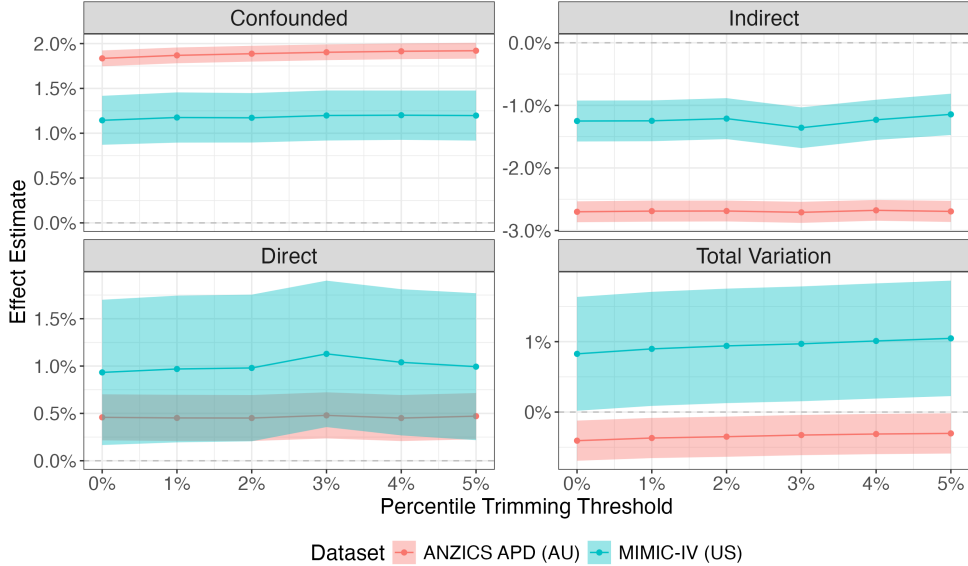 Confounded
Indirect
2.0%
1.5%
1.0%
0.5%
0.0%
0.0%
-1.0%
-2.0%
-3.0%
Effect Estimate
Direct
Total Variation
1.5%
1.0%
0.5%
0.0%
1%
0%
0% 1% 2% 3% 4% 5%
0% 1% 2% 3% 4% 5%
Percentile Trimming Threshold
Dataset ANZICS APD (AU) MIMIC-IV (US)